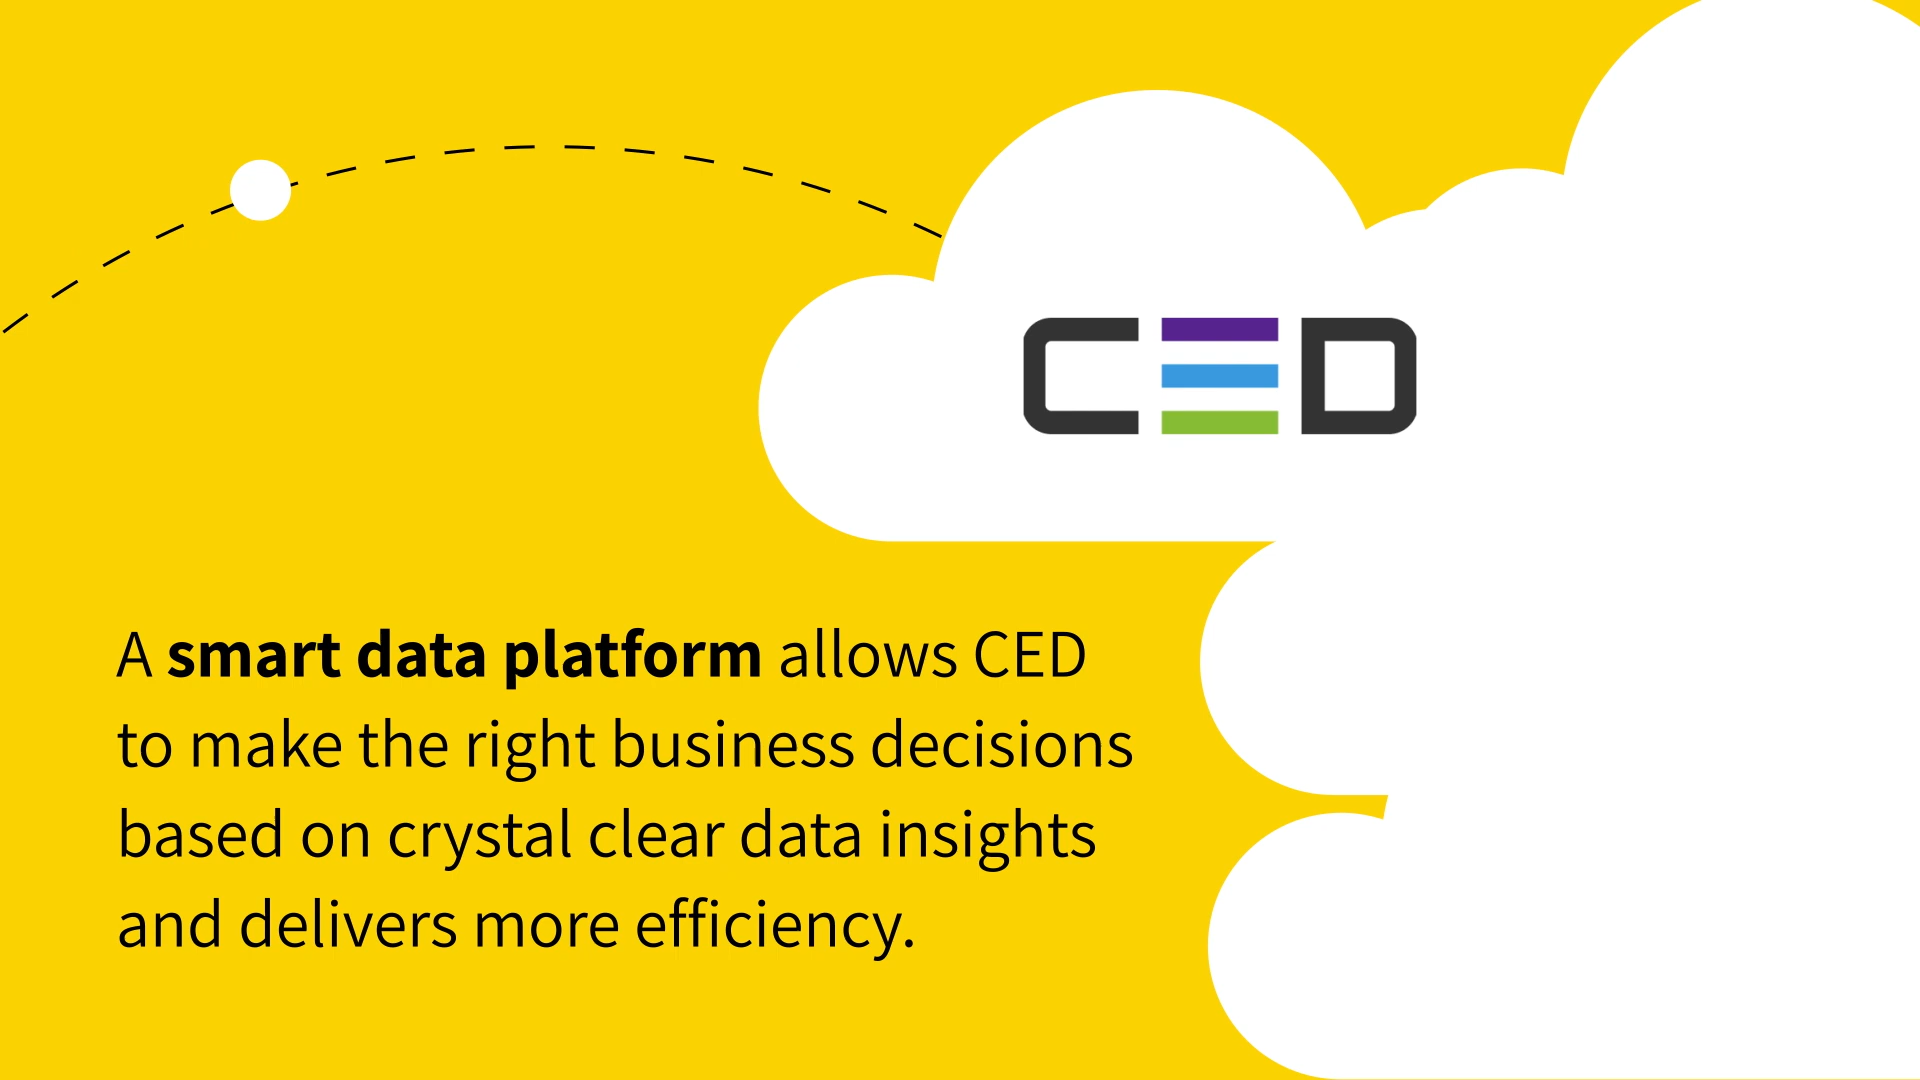 CED
A smart data platform allows CED
to make the right business decisions
based on crystal clear data insights
and delivers more efficiency.